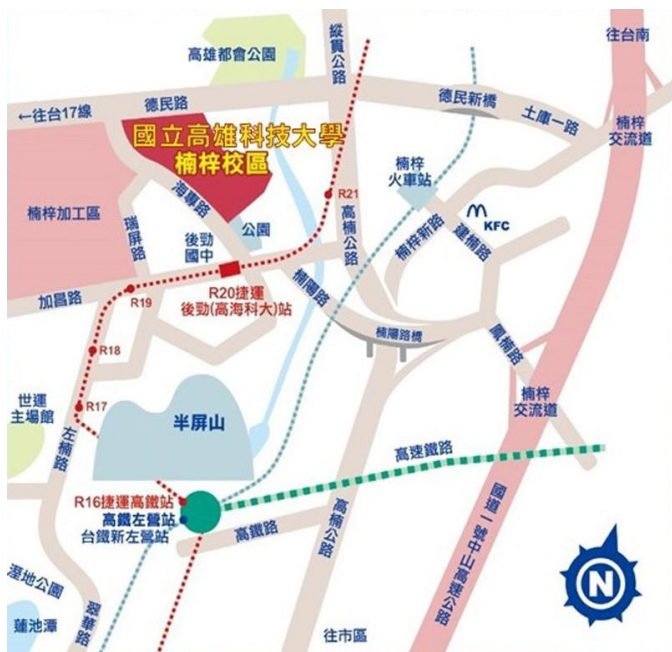 往台南
縱貫公路
高雄都會公園
←往台17線
德民路
德民新橋
土庫一路
楠梓
交流道
國立高雄科技大學
楠梓校區
楠梓
火車站
R21
海專路
楠梓加工區
瑞屏路
公園
高楠公路
楠梓新路
建楠路
KFC
後勁
國中
加昌路
R19
R20捷運
後勁(高海科大)站
楠陽路
楠陽路橋
鳳楠路
R18
世運
主場館
R17
左楠路
半屏山
楠梓
交流道
高速鐵路
R16捷運高鐵站
高鐵左營站
台鐵新左營站
高鐵路
高楠公路
國道一號中山高速公路
溼地公園
翠華路
蓮池潭
往市區
N